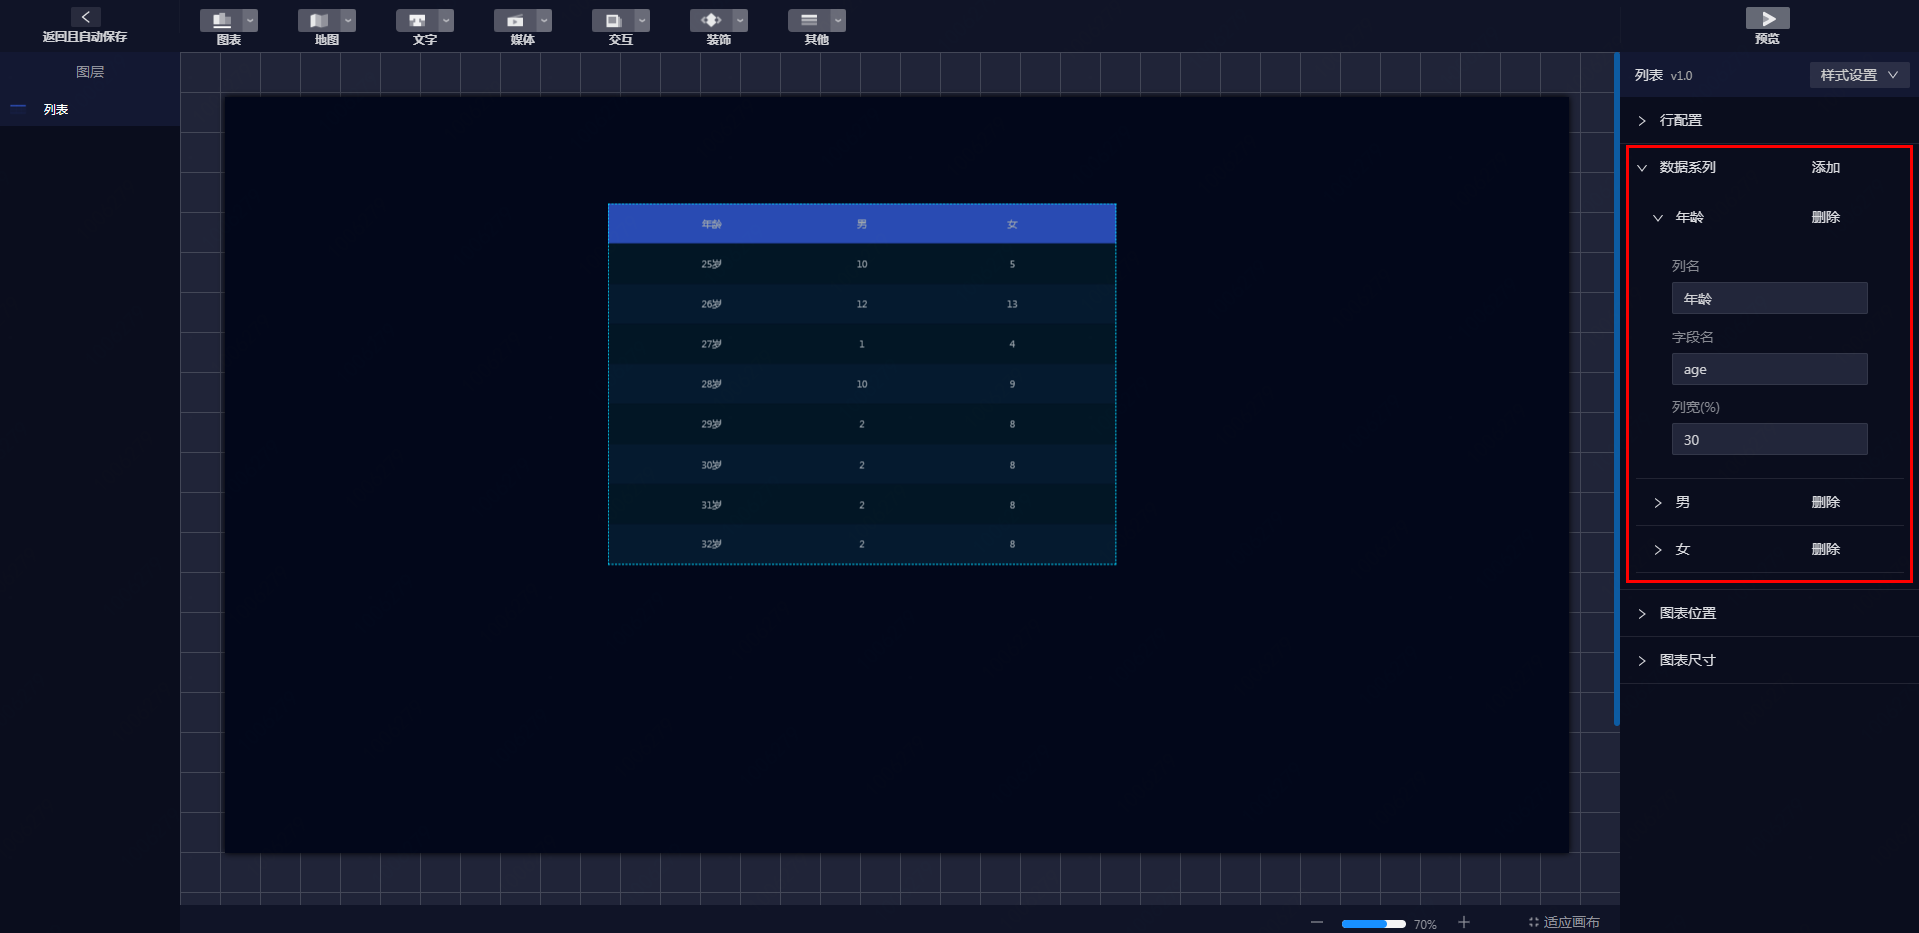 返回且自动保存
图表
地图
文字
媒体
交互
装饰
其他
预览
图层
列表
年龄 男 女
25岁 10 5
26岁 12 13
27岁 1 4
28岁 10 9
29岁 2 8
30岁 2 8
31岁 2 8
32岁 2 8
70%
适应画布
列表 v1.0 样式设置
行配置
数据系列 添加
年龄 删除
列名
年龄
字段名
age
列宽(%)
30
男 删除
女 删除
图表位置
图表尺寸